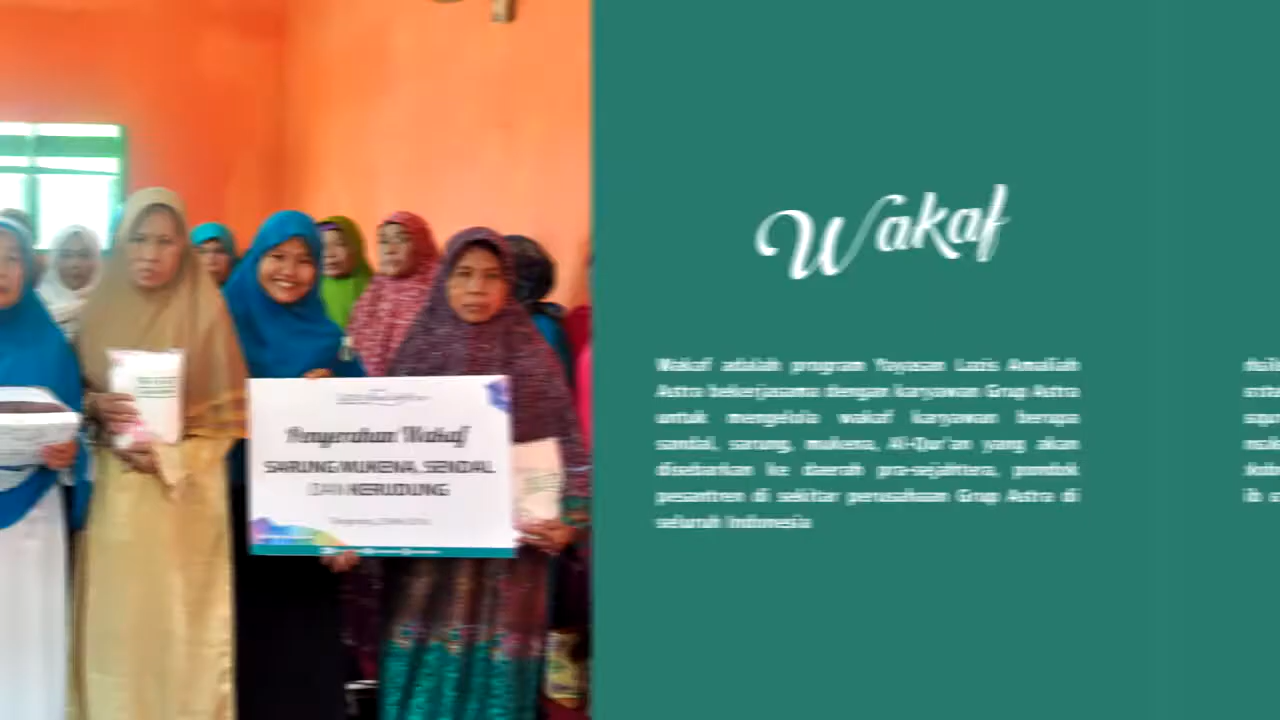 Penyerahan Wakaf
SARUNG MUKENA, SENDAL
DAN KERUDUNG
Wakaf
Wakaf adalah program Yayasan Lazis Amaliah
Astra bekerjasama dengan karyawan Grup Astra
untuk mengelola wakaf karyawan berupa
sandal, sarung, mukena, Al-Qur'an yang akan
disebarkan ke daerah pra-sejahtera, pondok
pesantren di sekitar perusahaan Grup Astra di
seluruh Indonesia